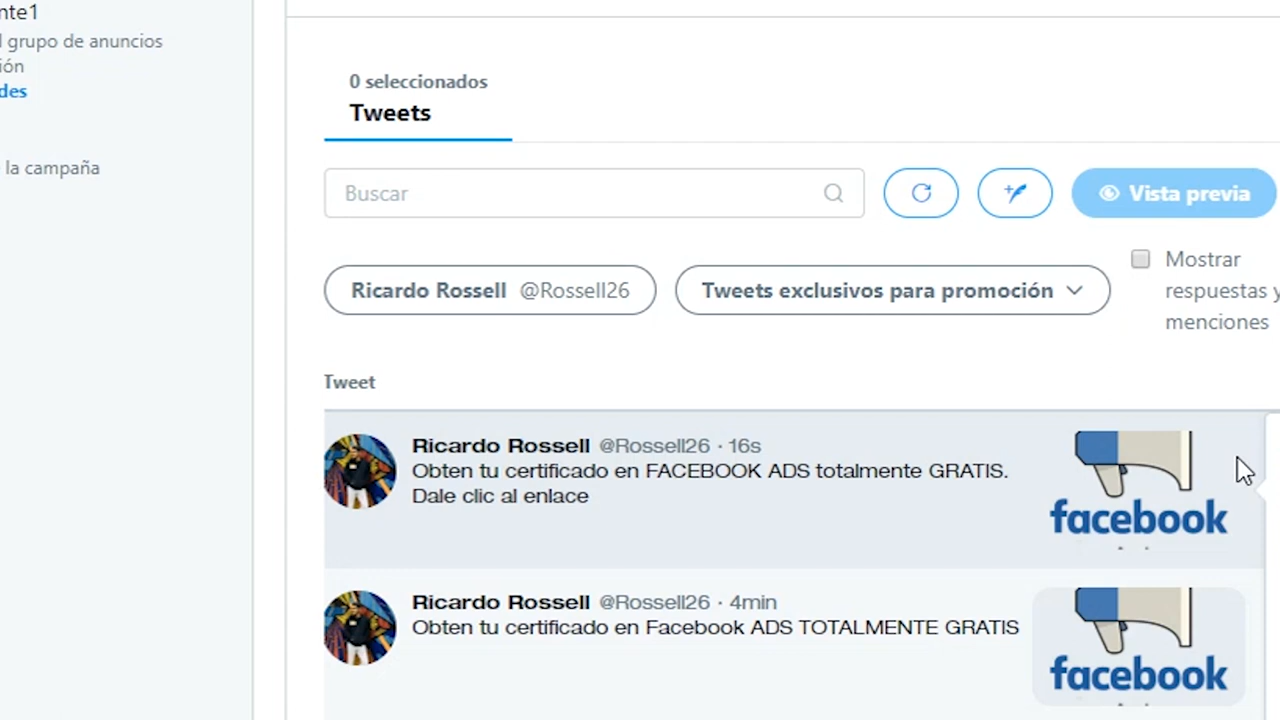 nte1
l grupo de anuncios
ión
des
la campaña
0 seleccionados
Tweets
Buscar
Vista previa
Ricardo Rossell @Rossell26
Tweets exclusivos para promoción
Mostrar
respuestas y
menciones
Tweet
Ricardo Rossell @Rossell26 · 16s
Obten tu certificado en FACEBOOK ADS totalmente GRATIS.
Dale clic al enlace
facebook
Ricardo Rossell @Rossell26 · 4min
Obten tu certificado en Facebook ADS TOTALMENTE GRATIS
facebook